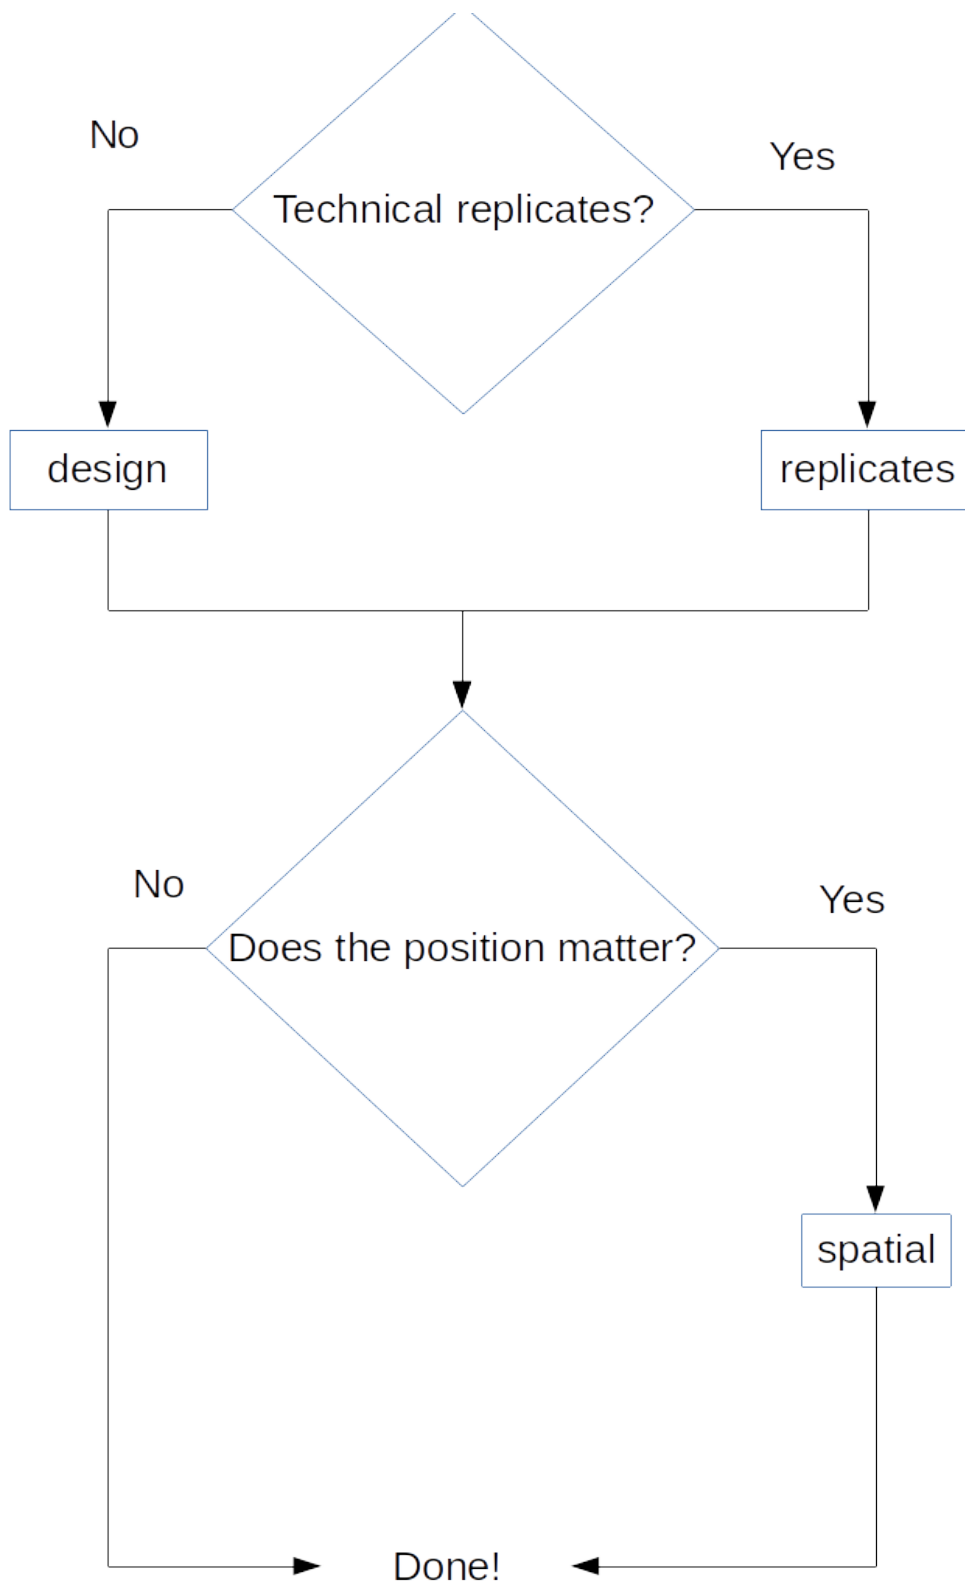 No
Yes
Technical replicates?
design
replicates
No
Yes
Does the position matter?
spatial
Done!